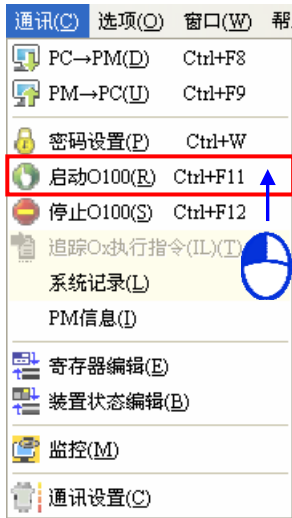 通讯(C) 选项(O) 窗口(W) 帮
PC→PM(D) Ctrl+F8
PM→PC(U) Ctrl+F9
密码设置(P) Ctrl+W
启动O100(R) Ctrl+F11
停止O100(S) Ctrl+F12
追踪Ox执行指令(IL)(T)
系统记录(L)
PM信息(I)
寄存器编辑(E)
装置状态编辑(B)
监控(M)
通讯设置(C)